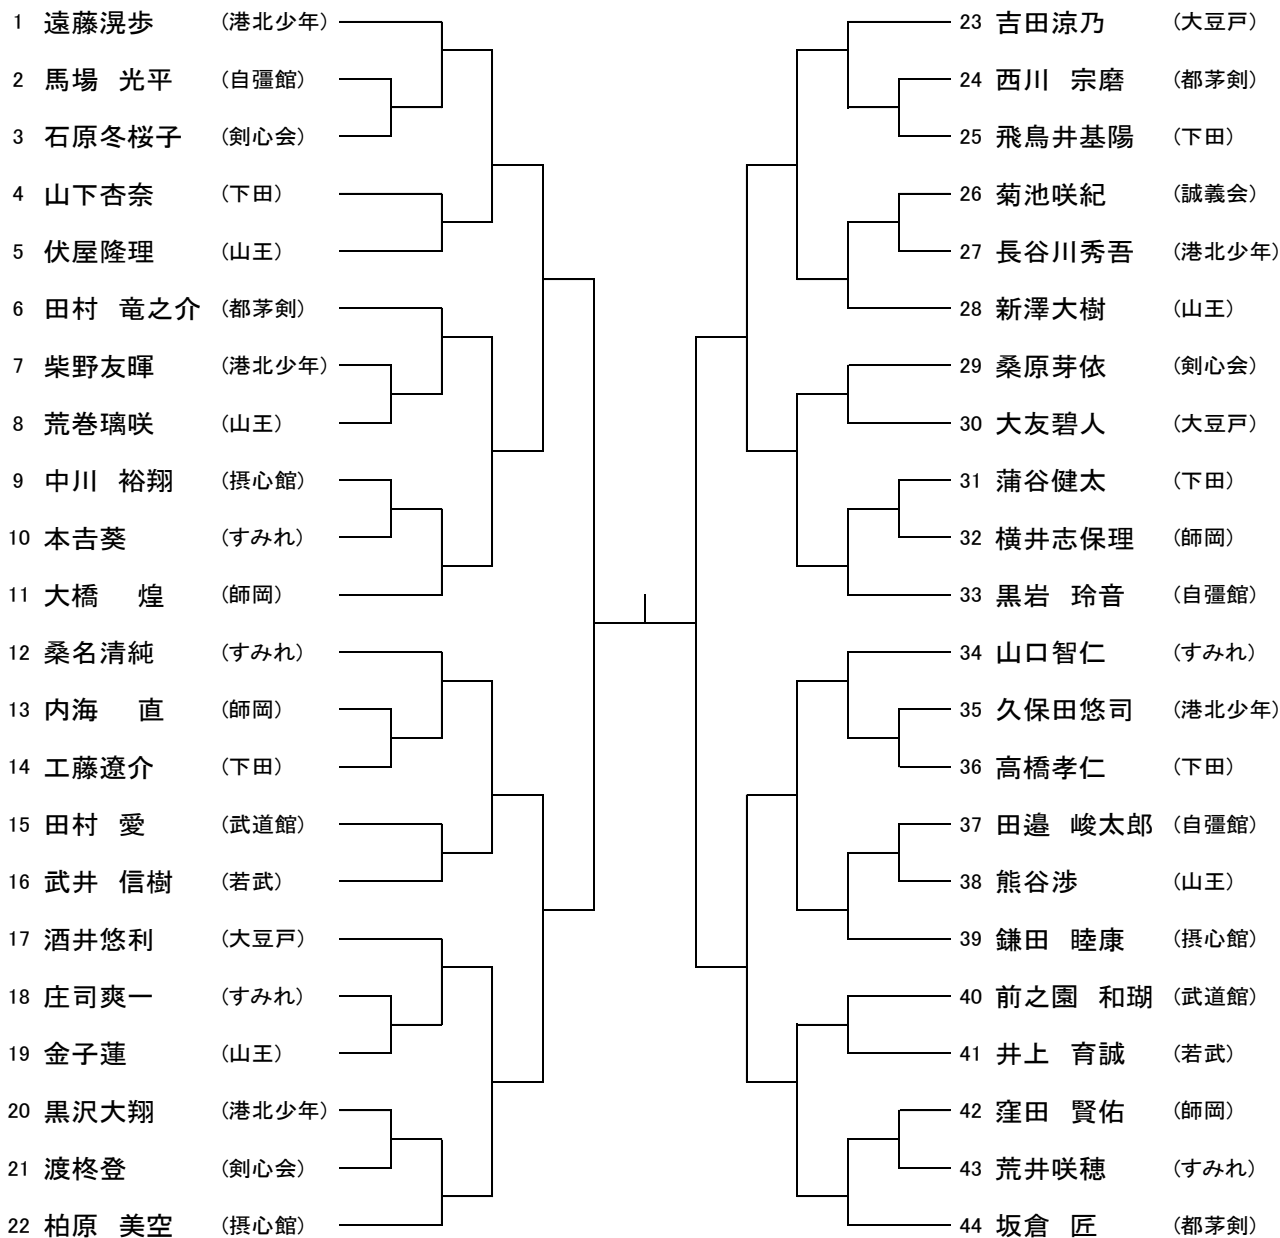 1 遠藤滉歩 (港北少年)
2 馬場 光平 (自彊館)
3 石原冬桜子 (剣心会)
4 山下杏奈 (下田)
5 伏屋隆理 (山王)
6 田村 竜之介 (都茅剣)
7 柴野友暉 (港北少年)
8 荒巻璃咲 (山王)
9 中川 裕翔 (摂心館)
10 本𠮷葵 (すみれ)
11 大橋 煌 (師岡)
12 桑名清純 (すみれ)
13 内海 直 (師岡)
14 工藤遼介 (下田)
15 田村 愛 (武道館)
16 武井 信樹 (若武)
17 酒井悠利 (大豆戸)
18 庄司爽一 (すみれ)
19 金子蓮 (山王)
20 黒沢大翔 (港北少年)
21 渡柊登 (剣心会)
22 柏原 美空 (摂心館)
23 吉田涼乃 (大豆戸)
24 西川 宗磨 (都茅剣)
25 飛鳥井基陽 (下田)
26 菊池咲紀 (誠義会)
27 長谷川秀吾 (港北少年)
28 新澤大樹 (山王)
29 桑原芽依 (剣心会)
30 大友碧人 (大豆戸)
31 蒲谷健太 (下田)
32 横井志保理 (師岡)
33 黒岩 玲音 (自彊館)
34 山口智仁 (すみれ)
35 久保田悠司 (港北少年)
36 高橋孝仁 (下田)
37 田邉 峻太郎 (自彊館)
38 熊谷渉 (山王)
39 鎌田 睦康 (摂心館)
40 前之園 和瑚 (武道館)
41 井上 育誠 (若武)
42 窪田 賢佑 (師岡)
43 荒井咲穂 (すみれ)
44 坂倉 匠 (都茅剣)